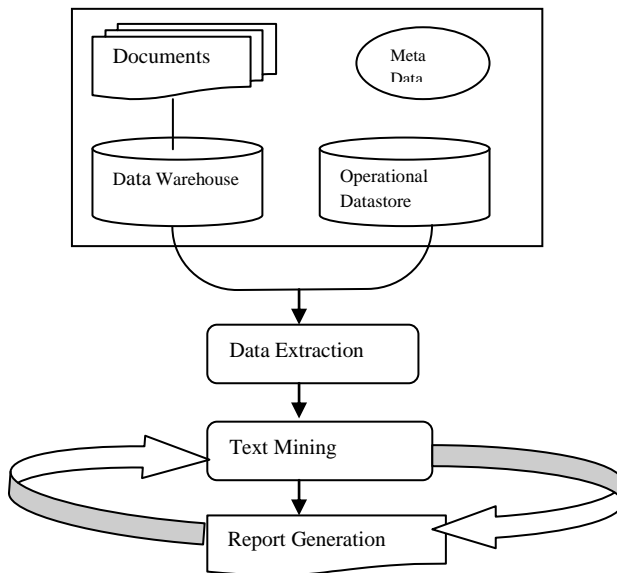 Documents
Meta
Data
Data Warehouse
Operational
Datastore
Data Extraction
Text Mining
Report Generation